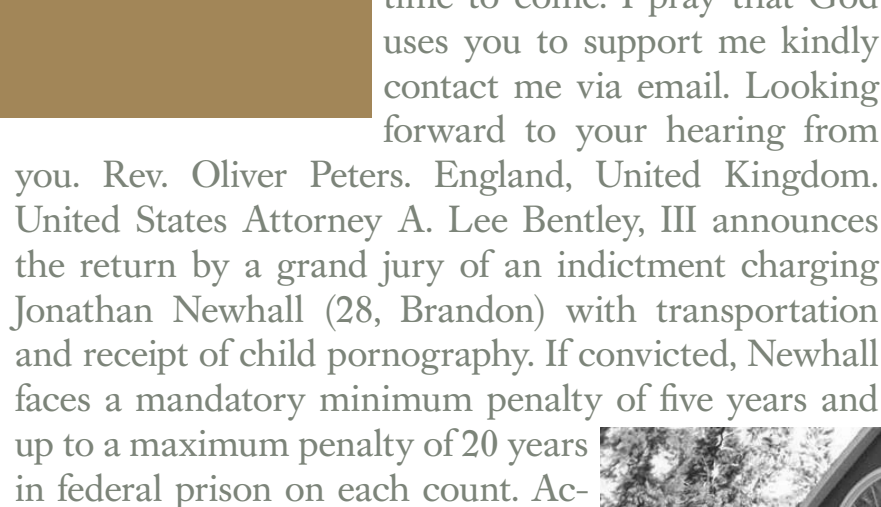 time to come. I pray that God
uses you to support me kindly
contact me via email. Looking
forward to your hearing from
you. Rev. Oliver Peters. England, United Kingdom.
United States Attorney A. Lee Bentley, III announces
the return by a grand jury of an indictment charging
Jonathan Newhall (28, Brandon) with transportation
and receipt of child pornography. If convicted, Newhall
faces a mandatory minimum penalty of five years and
up to a maximum penalty of 20 years
in federal prison on each count. Ac-